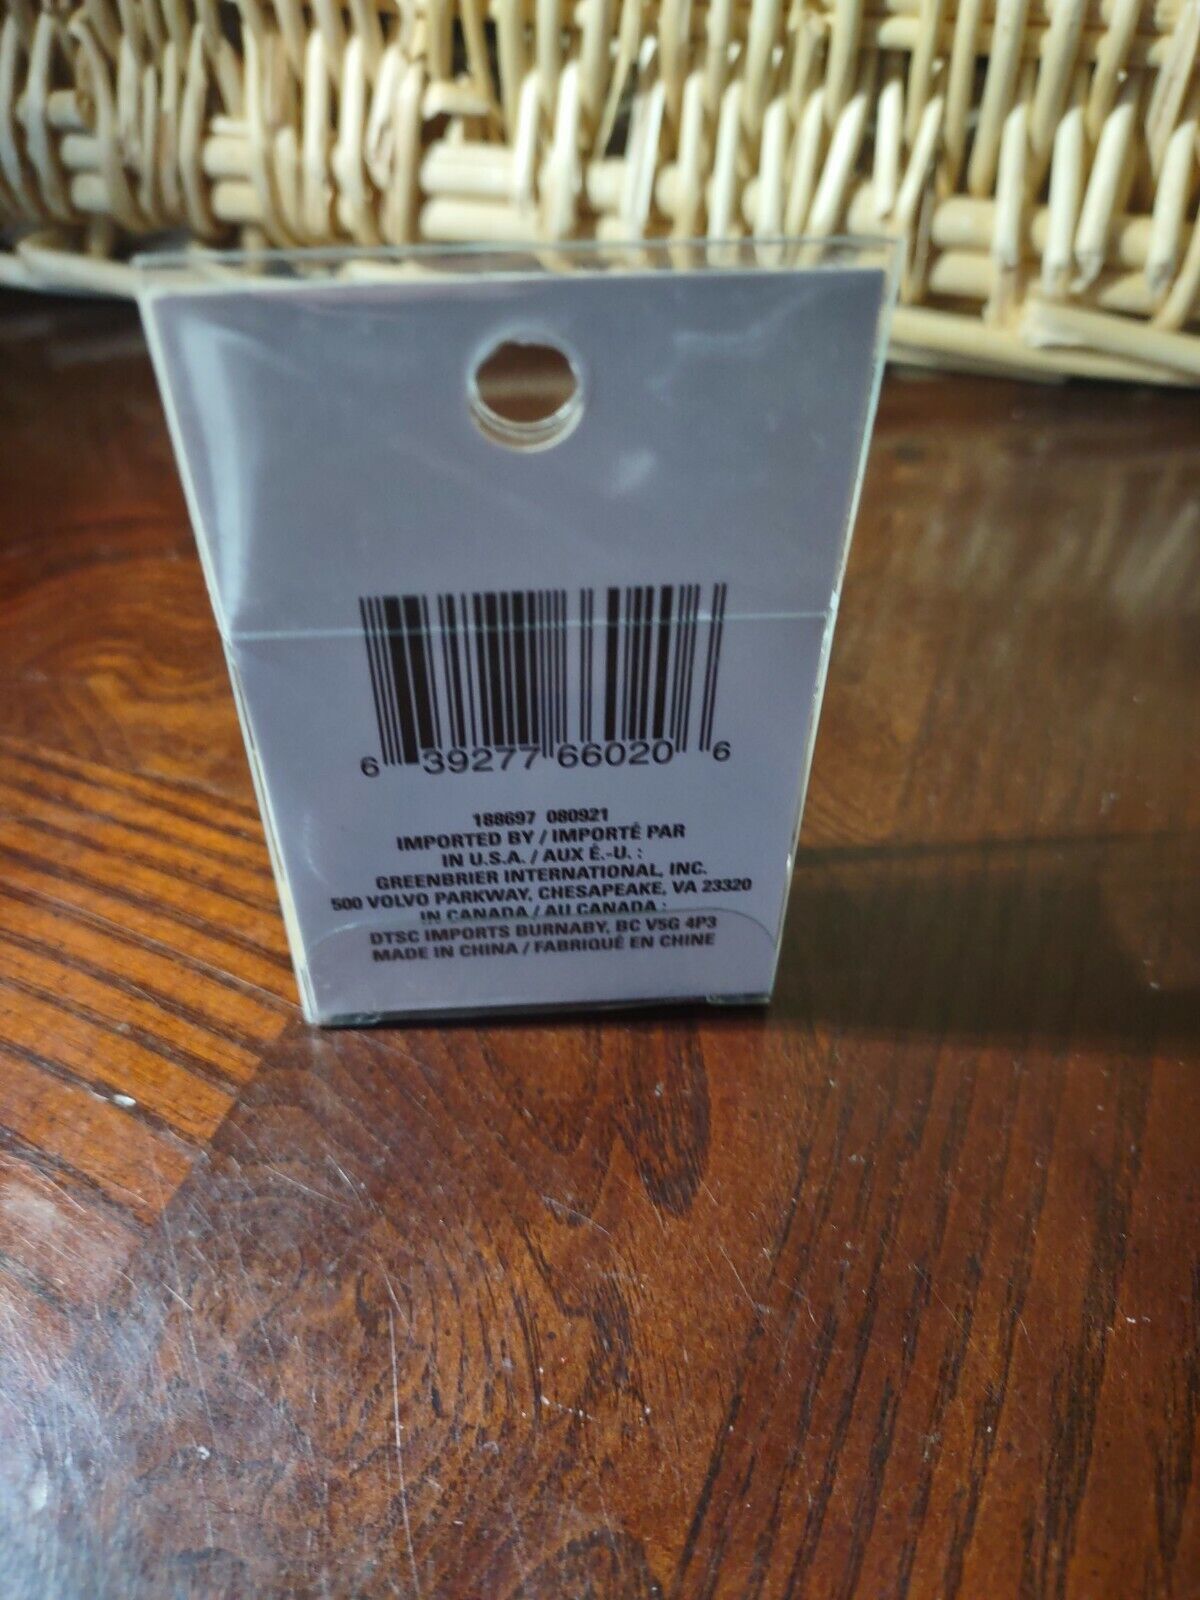 6 39277 66020 6
188697 080921
IMPORTED BY / IMPORTÉ PAR
IN U.S.A. / AUX É.-U. :
GREENBRIER INTERNATIONAL, INC.
500 VOLVO PARKWAY, CHESAPEAKE, VA 23320
IN CANADA / AU CANADA :
DTSC IMPORTS BURNABY, BC V5G 4P3
MADE IN CHINA / FABRIQUÉ EN CHINE